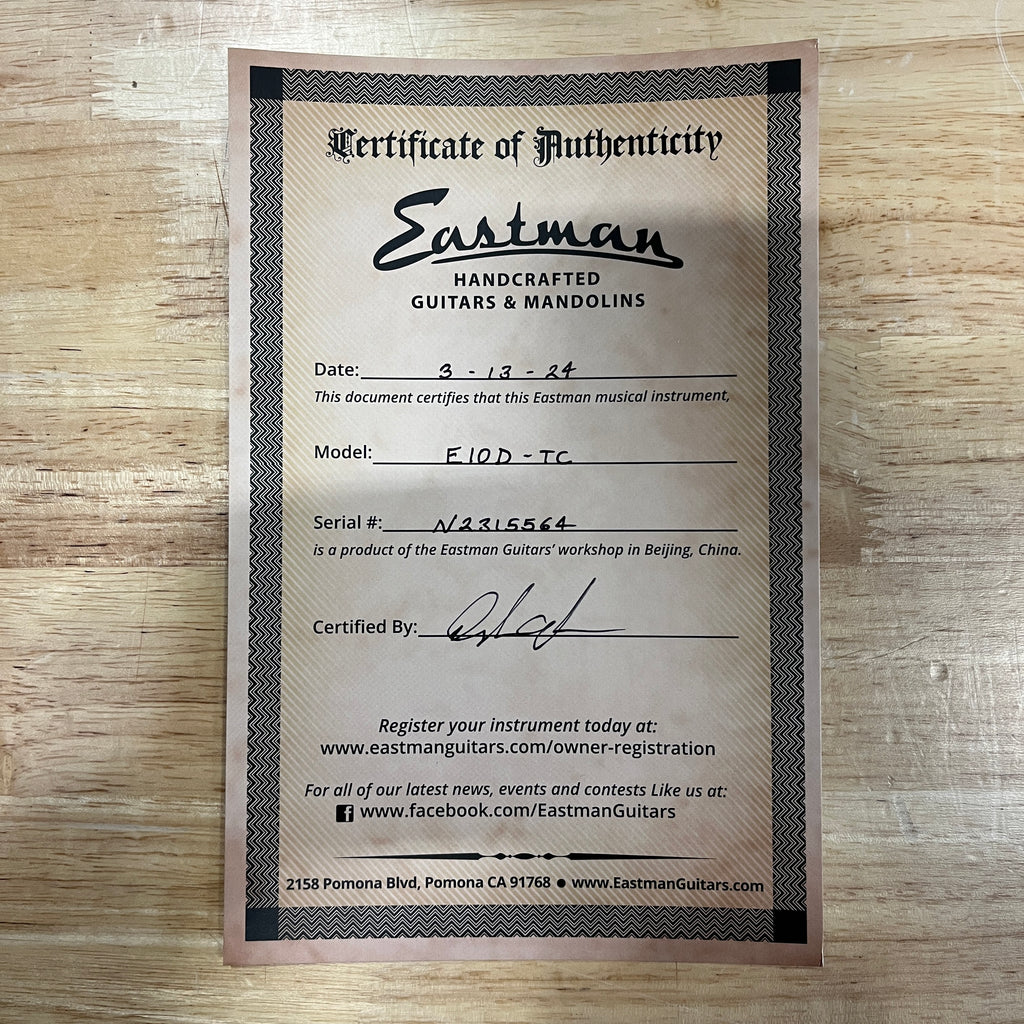 Certificate of Authenticity
Eastman
HANDCRAFTED
GUITARS & MANDOLINS
Date: 3 - 13 - 24
This document certifies that this Eastman musical instrument,
Model: E10D - TC
Serial #: N2315564
is a product of the Eastman Guitars' workshop in Beijing, China.
Certified By:
Register your instrument today at:
www.eastmanguitars.com/owner-registration
For all of our latest news, events and contests Like us at:
f www.facebook.com/EastmanGuitars
2158 Pomona Blvd, Pomona CA 91768 ● www.EastmanGuitars.com